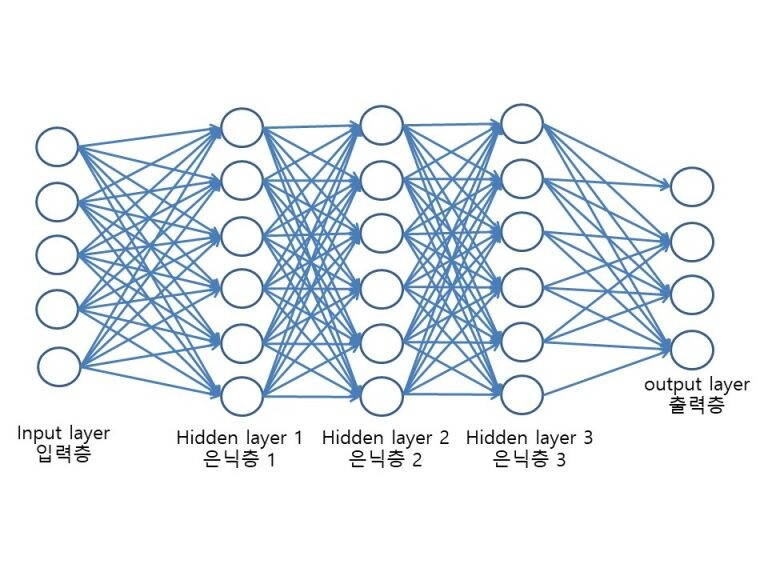 Input layer
입력층
Hidden layer 1
은닉층 1
Hidden layer 2
은닉층 2
Hidden layer 3
은닉층 3
output layer
출력층